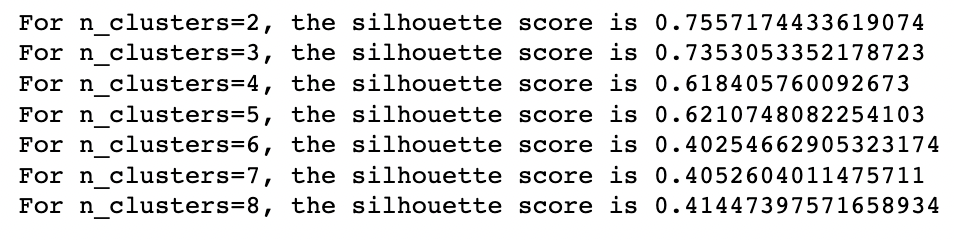 For n_clusters=2, the silhouette score is 0.7557174433619074
For n_clusters=3, the silhouette score is 0.7353053352178723
For n_clusters=4, the silhouette score is 0.618405760092673
For n_clusters=5, the silhouette score is 0.6210748082254103
For n_clusters=6, the silhouette score is 0.40254662905323174
For n_clusters=7, the silhouette score is 0.4052604011475711
For n_clusters=8, the silhouette score is 0.41447397571658934